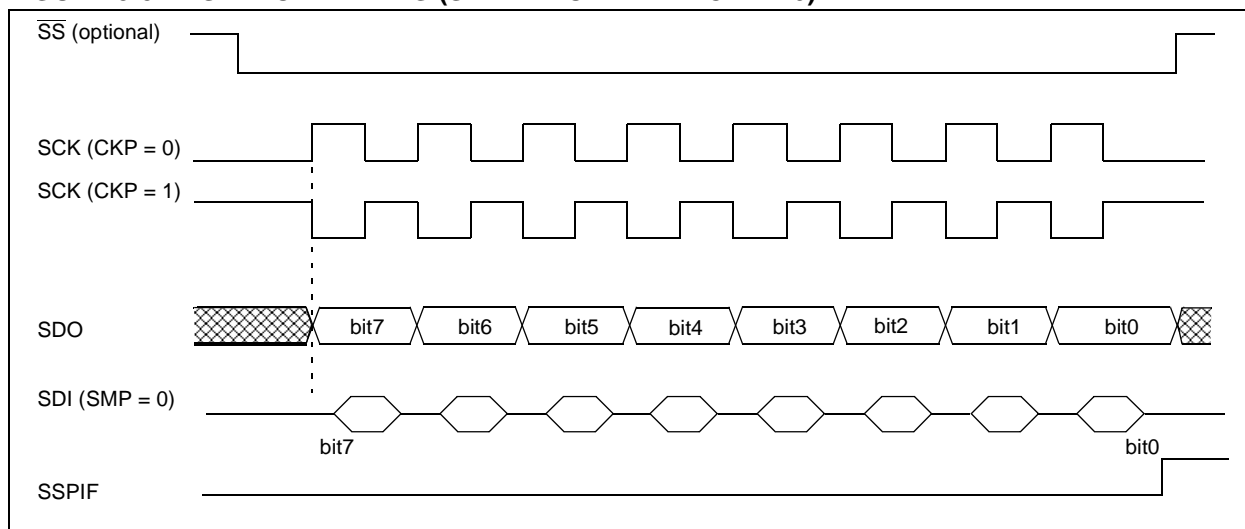 SS (optional)
SCK (CKP = 0)
SCK (CKP = 1)
SDO bit7 bit6 bit5 bit4 bit3 bit2 bit1 bit0
SDI (SMP = 0)
bit7 bit0
SSPIF